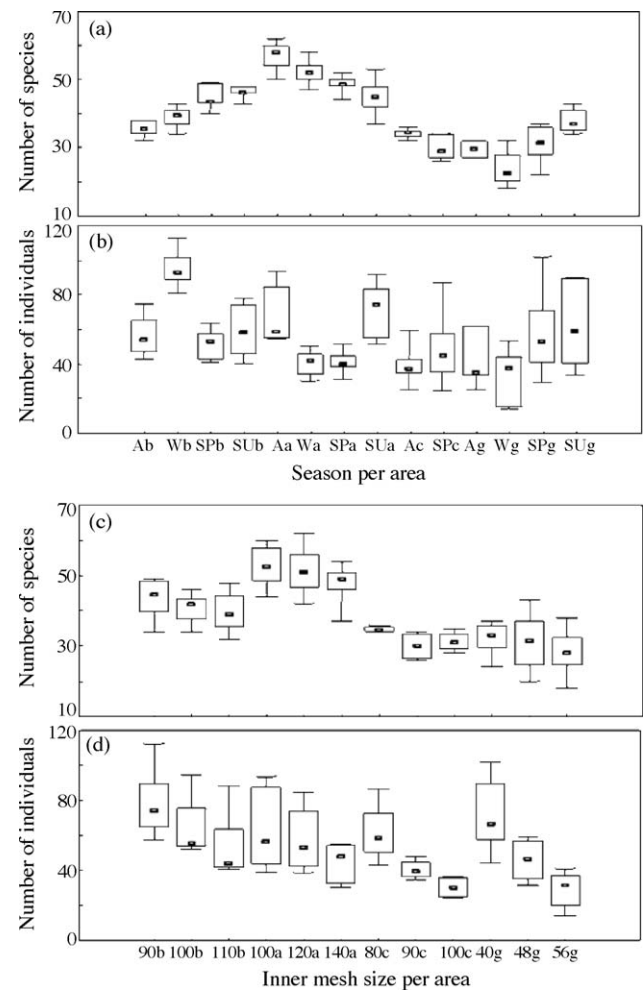 (a)
Number of species
70
50
30
10
(b)
Number of individuals
120
80
40
0
Ab Wb SPb SUb Aa Wa SPa SUa Ac SPc Ag Wg SPg SUg
Season per area
(c)
Number of species
70
50
30
10
(d)
Number of individuals
120
80
40
0
90b 100b 110b 100a 120a 140a 80c 90c 100c 40g 48g 56g
Inner mesh size per area